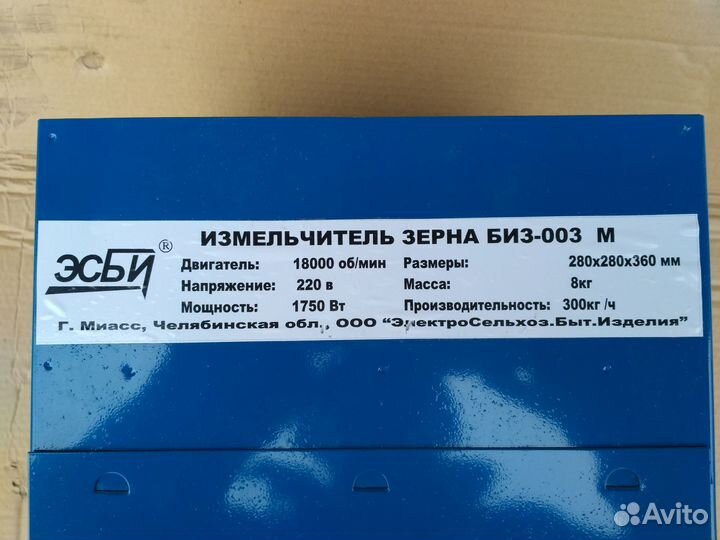 ЭСБИ ®
ИЗМЕЛЬЧИТЕЛЬ ЗЕРНА БИЗ-003 М
Двигатель: 18000 об/мин Размеры: 280х280х360 мм
Напряжение: 220 в Масса: 8кг
Мощность: 1750 Вт Производительность: 300кг /ч
Г. Миасс, Челябинская обл., ООО “ЭлектроСельхоз.Быт.Изделия”
Avito